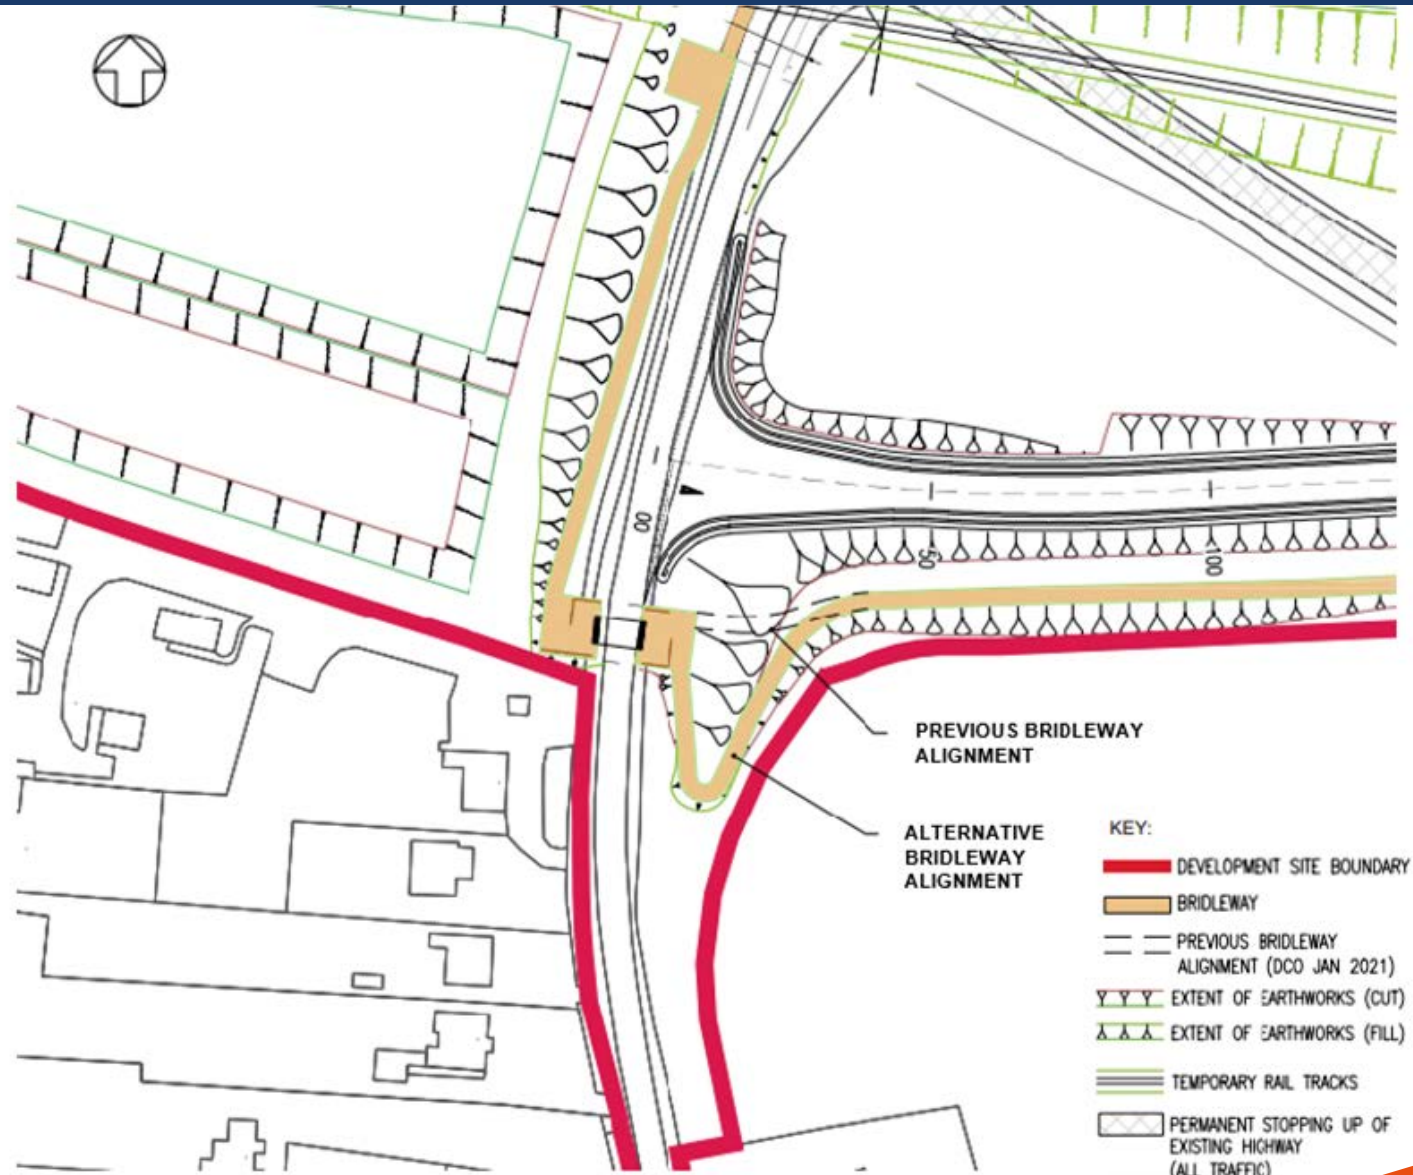 00
50
100
PREVIOUS BRIDLEWAY
ALIGNMENT
ALTERNATIVE
BRIDLEWAY
ALIGNMENT
KEY:
DEVELOPMENT SITE BOUNDARY
BRIDLEWAY
PREVIOUS BRIDLEWAY
ALIGNMENT (DCO JAN 2021)
EXTENT OF EARTHWORKS (CUT)
EXTENT OF EARTHWORKS (FILL)
TEMPORARY RAIL TRACKS
PERMANENT STOPPING UP OF
EXISTING HIGHWAY
(ALL TRAFFIC)